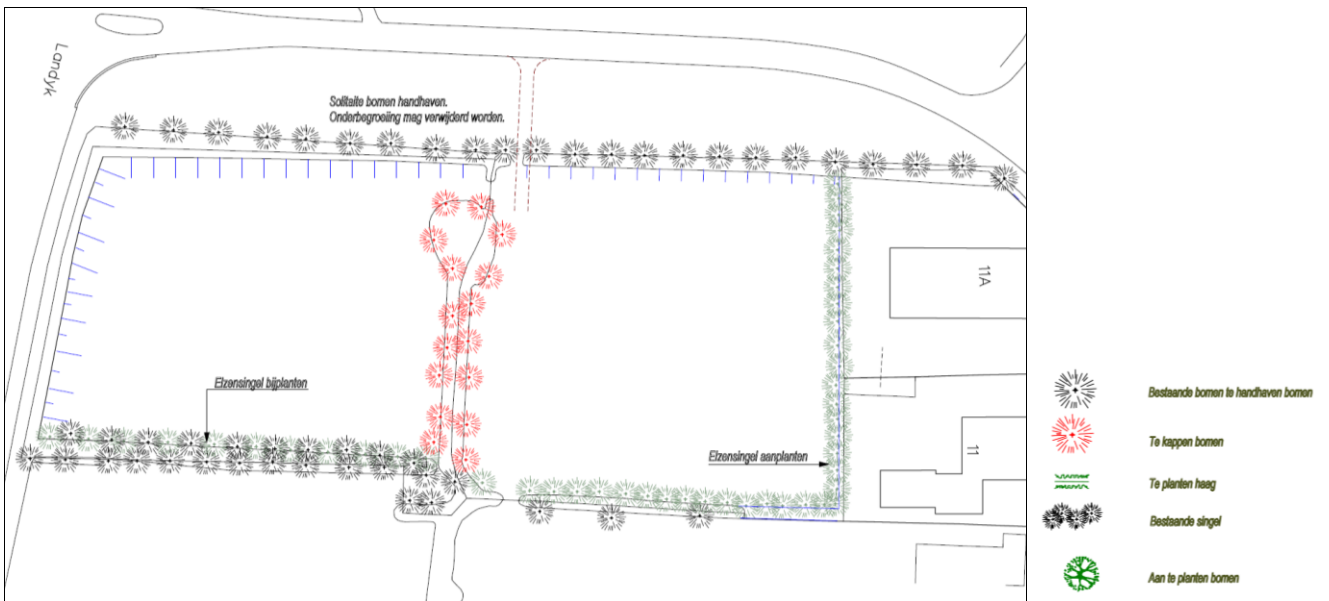 Landyk
Solitaite bomen handhaven.
Onderbegroeiing mag verwijderd worden.
11A
Elzensingel bijplanten
Elzensingel aanplanten
11
Bestaande bomen te handhaven bomen
Te kappen bomen
Te planten haag
Bestaande singel
Aan te planten bomen